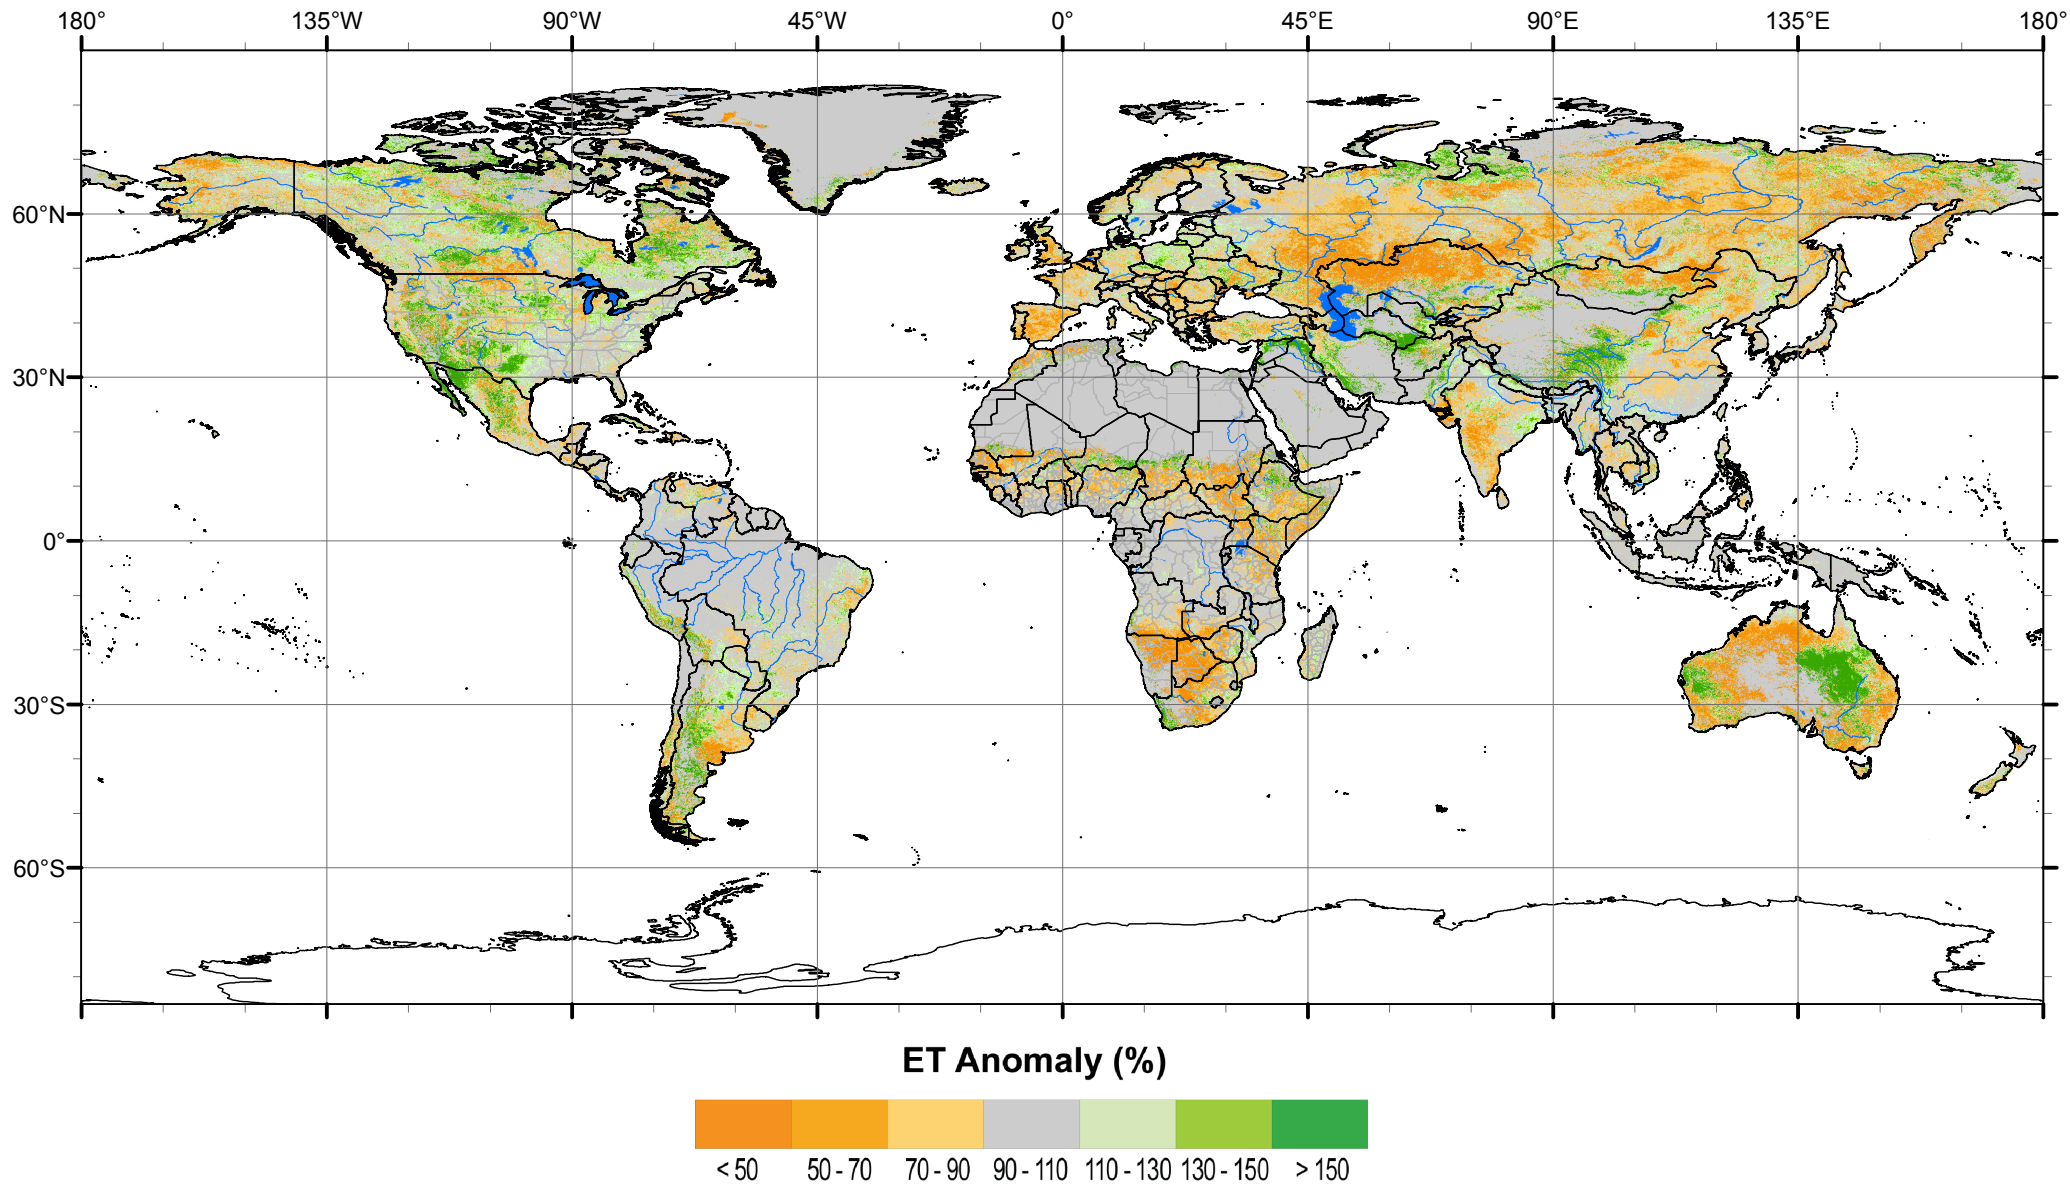 180° 135°W 90°W 45°W 0° 45°E 90°E 135°E 180°
60°N
30°N
0°
30°S
60°S
ET Anomaly (%)
< 50 50 - 70 70 - 90 90 - 110 110 - 130 130 - 150 > 150